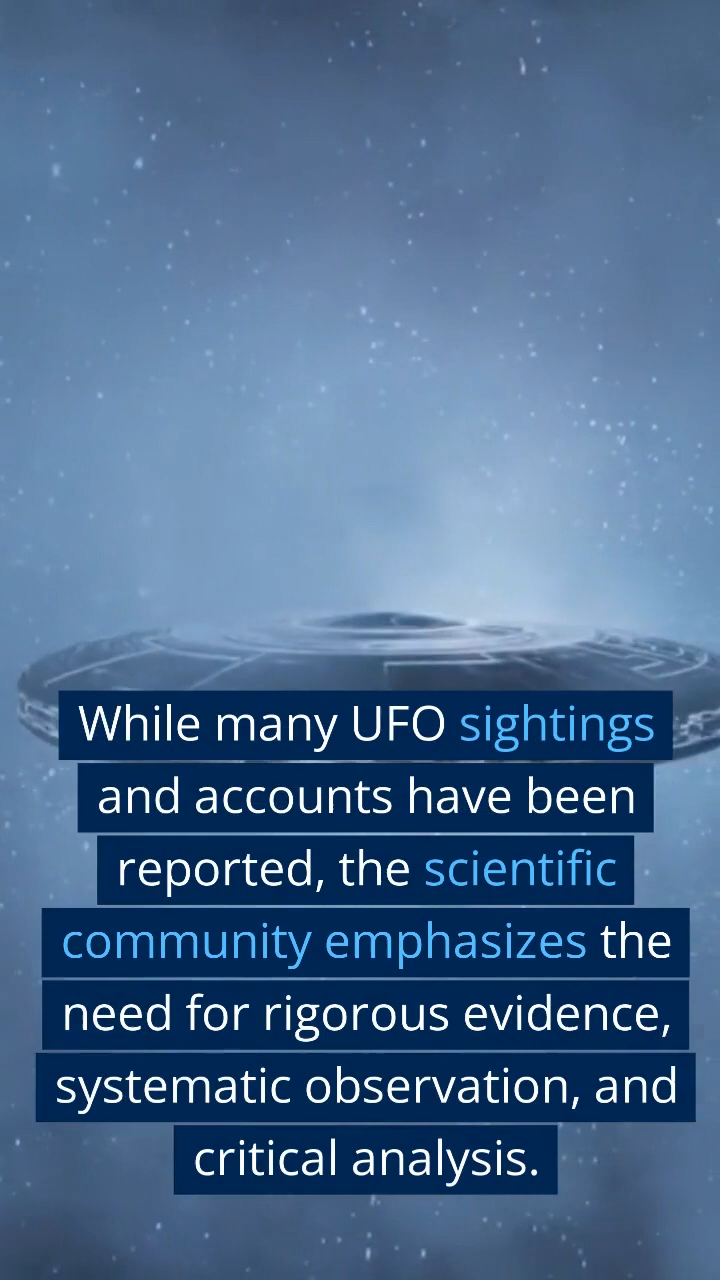 While many UFO sightings
and accounts have been
reported, the scientific
community emphasizes the
need for rigorous evidence,
systematic observation, and
critical analysis.